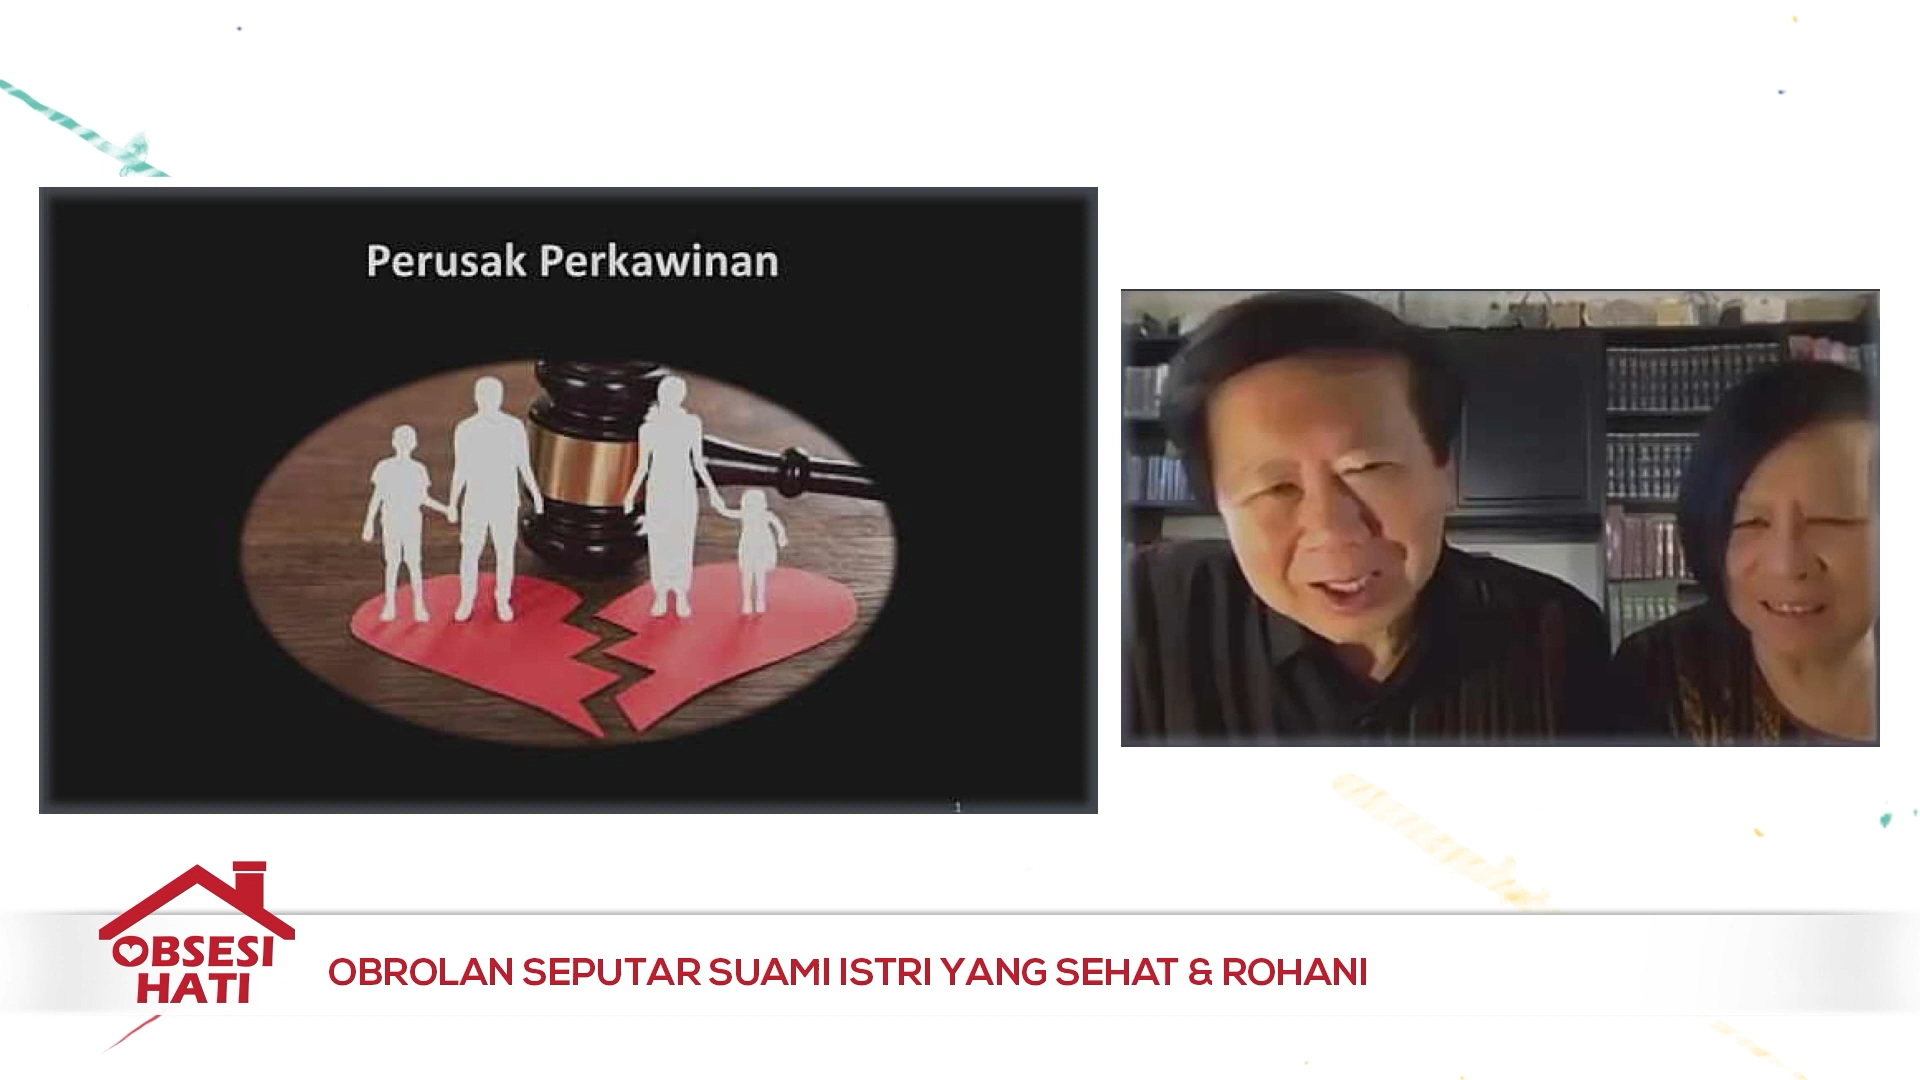 Perusak Perkawinan
OBSESI
HATI
OBROLAN SEPUTAR SUAMI ISTRI YANG SEHAT & ROHANI